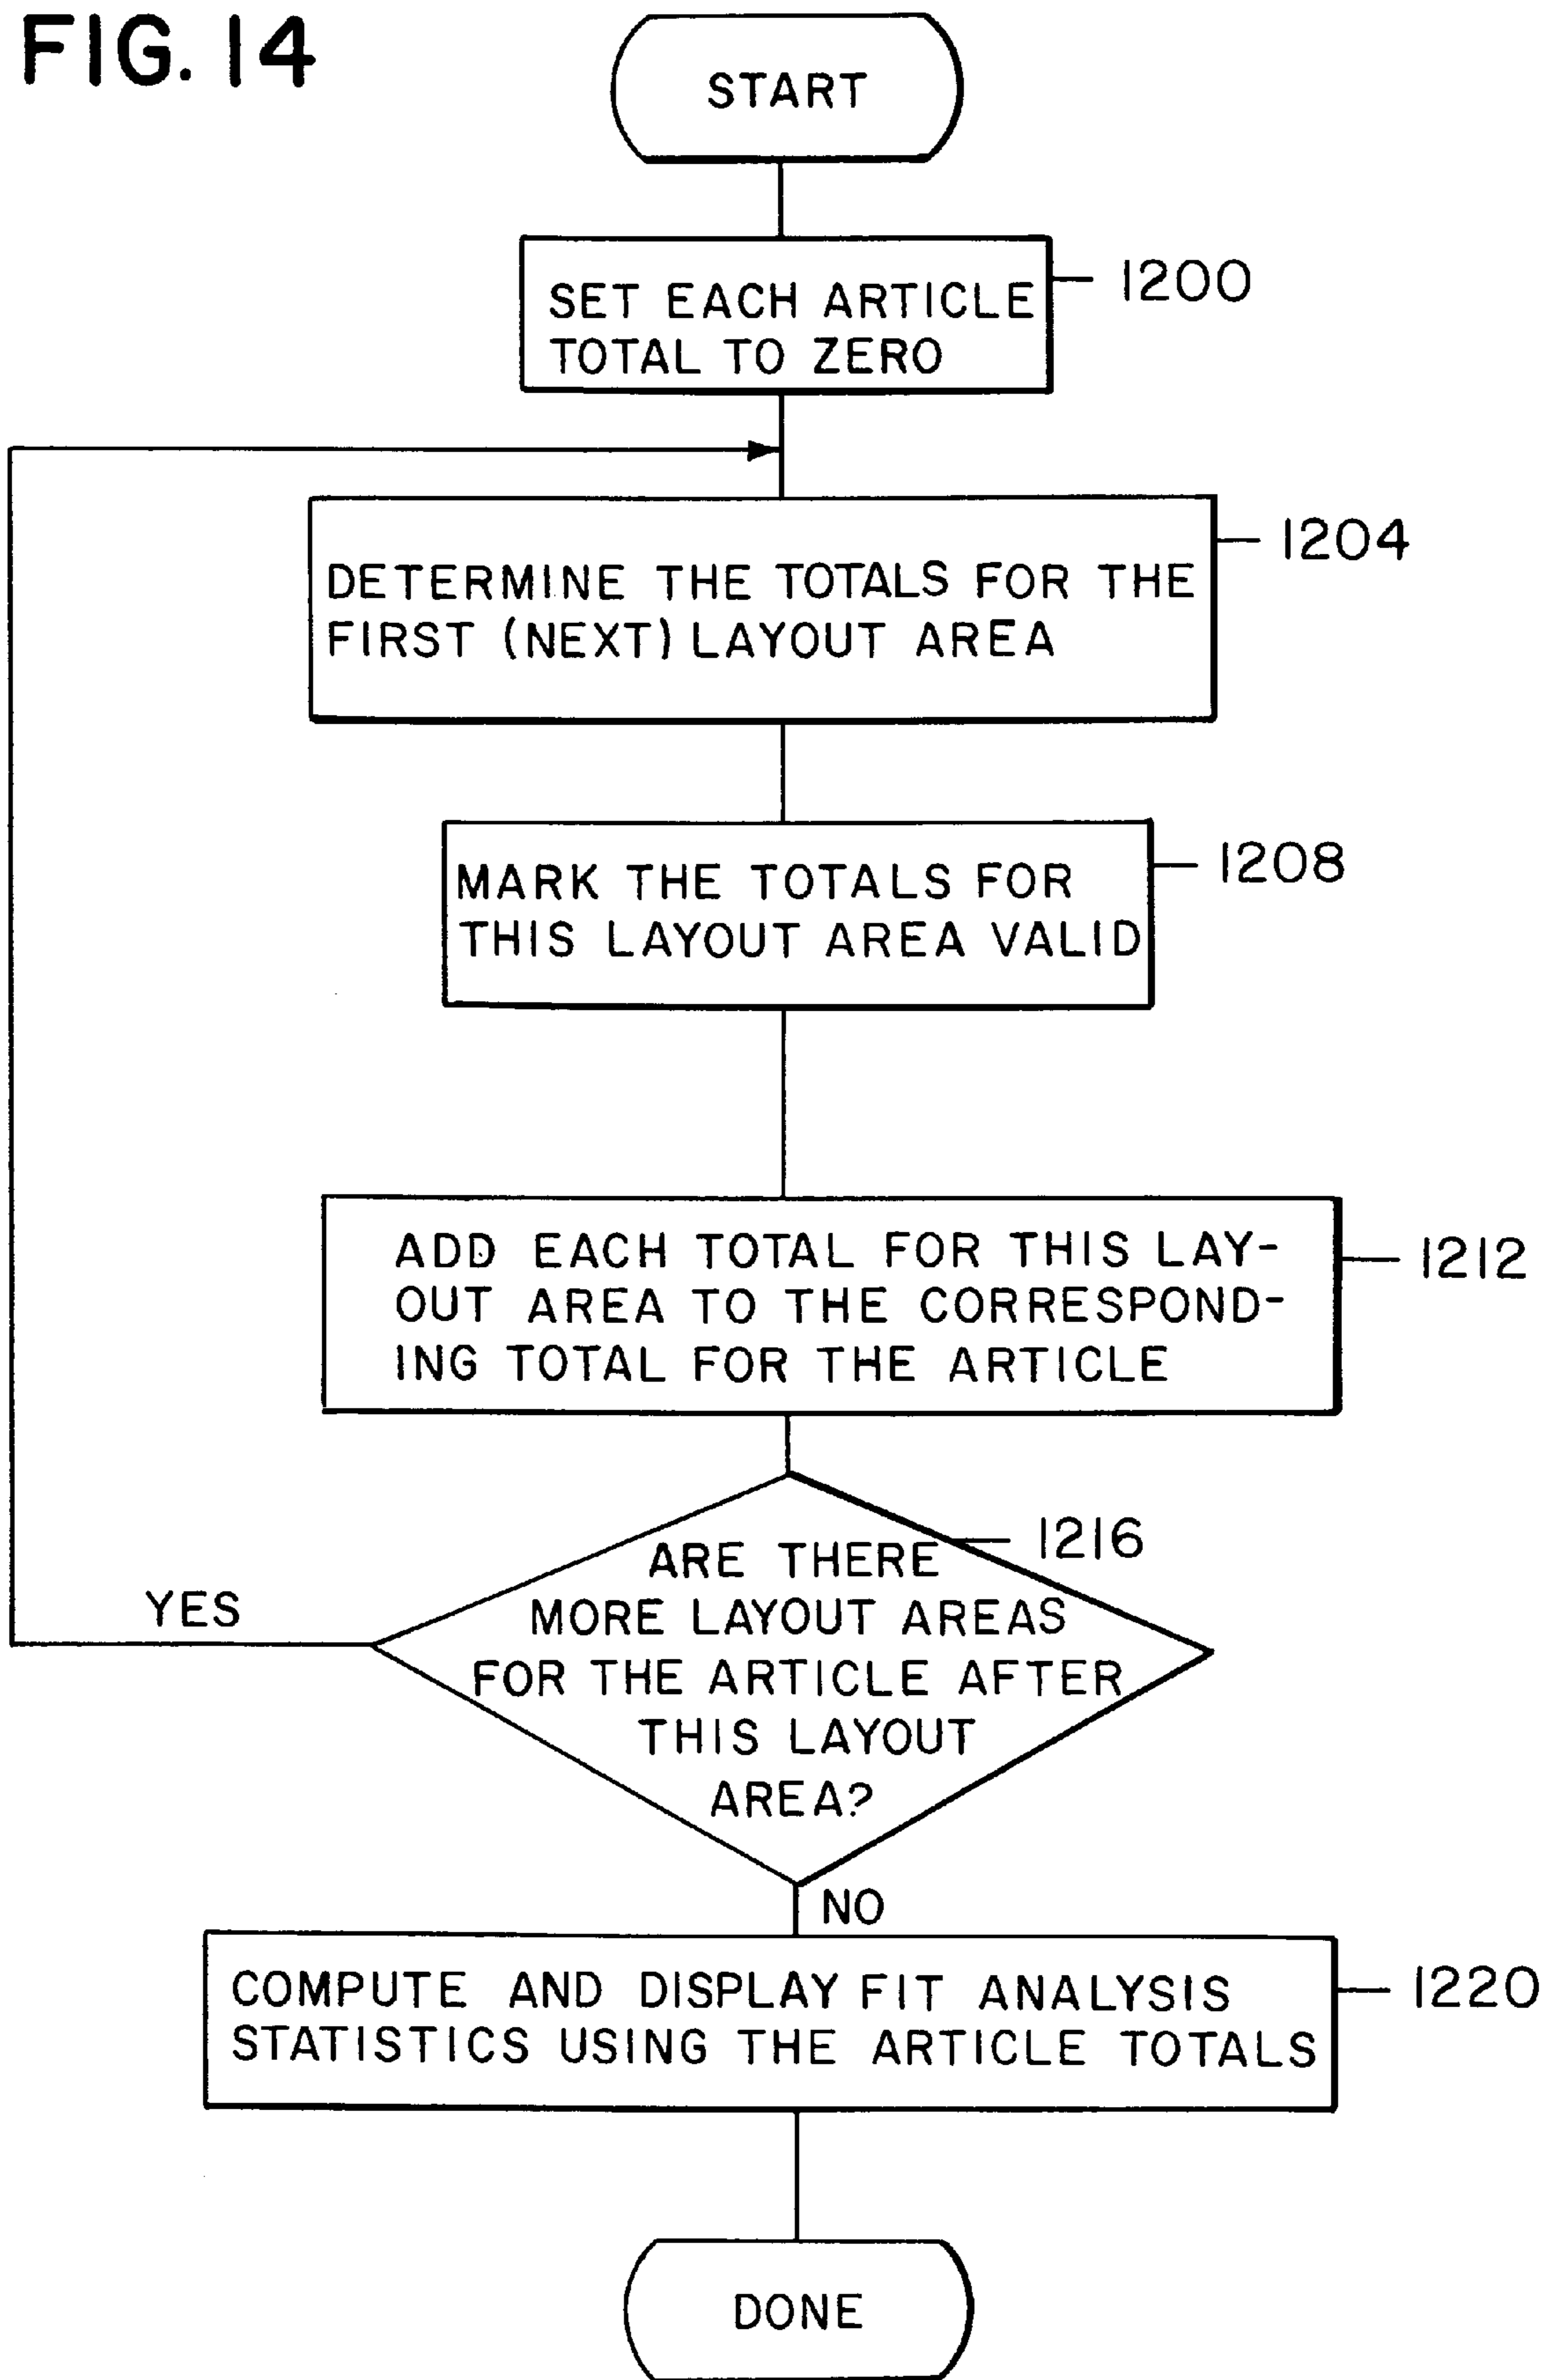 FIG. 14
START
SET EACH ARTICLE
TOTAL TO ZERO
1200
DETERMINE THE TOTALS FOR THE
FIRST (NEXT) LAYOUT AREA
1204
MARK THE TOTALS FOR
THIS LAYOUT AREA VALID
1208
ADD EACH TOTAL FOR THIS LAY-
OUT AREA TO THE CORRESPOND-
ING TOTAL FOR THE ARTICLE
1212
ARE THERE
MORE LAYOUT AREAS
FOR THE ARTICLE AFTER
THIS LAYOUT
AREA?
1216
YES
NO
COMPUTE AND DISPLAY FIT ANALYSIS
STATISTICS USING THE ARTICLE TOTALS
1220
DONE